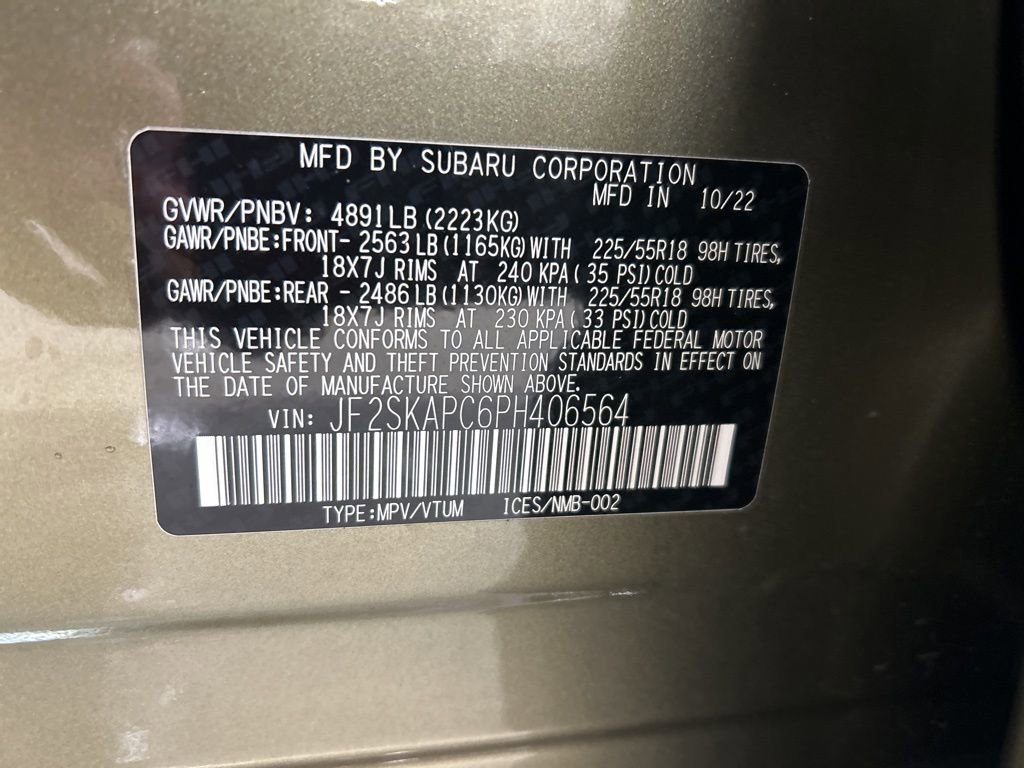 MFD BY SUBARU CORPORATION
MFD IN 10/22
GVWR/PNBV: 4891LB (2223KG)
GAWR/PNBE:FRONT- 2563 LB (1165KG) WITH 225/55R18 98H TIRES,
18X7J RIMS AT 240 KPA ( 35 PSI) COLD
GAWR/PNBE:REAR - 2486 LB (1130KG) WITH 225/55R18 98H TIRES,
18X7J RIMS AT 230 KPA ( 33 PSI) COLD
THIS VEHICLE CONFORMS TO ALL APPLICABLE FEDERAL MOTOR
VEHICLE SAFETY AND THEFT PREVENTION STANDARDS IN EFFECT ON
THE DATE OF MANUFACTURE SHOWN ABOVE.
VIN: JF2SKAPC6PH406564
TYPE:MPV/VTUM ICES/NMB-002